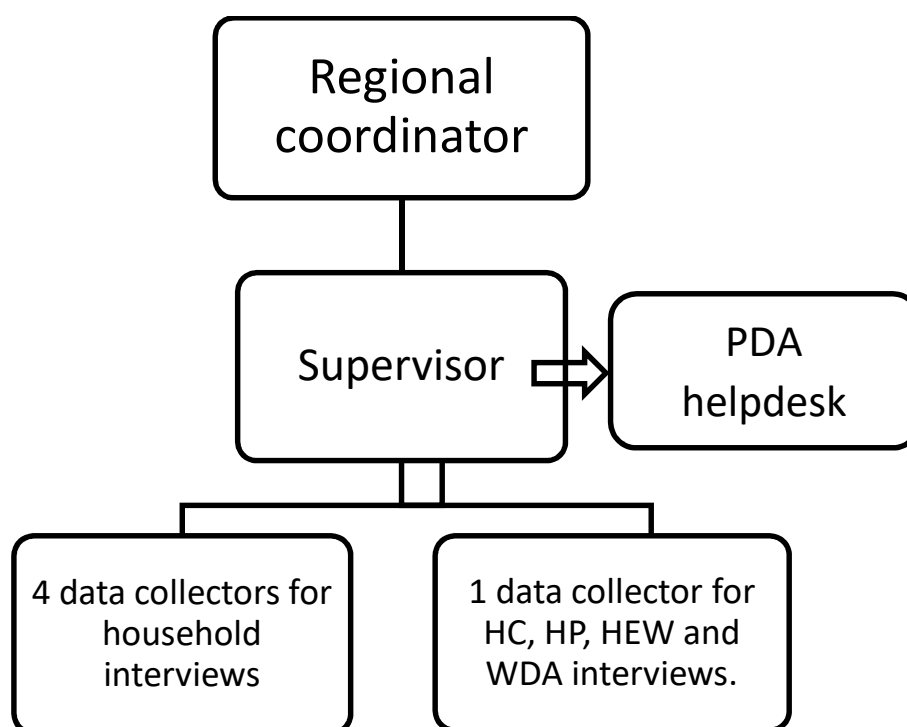 Regional
coordinator
Supervisor
PDA
helpdesk
4 data collectors for
household
interviews
1 data collector for
HC, HP, HEW and
WDA interviews.